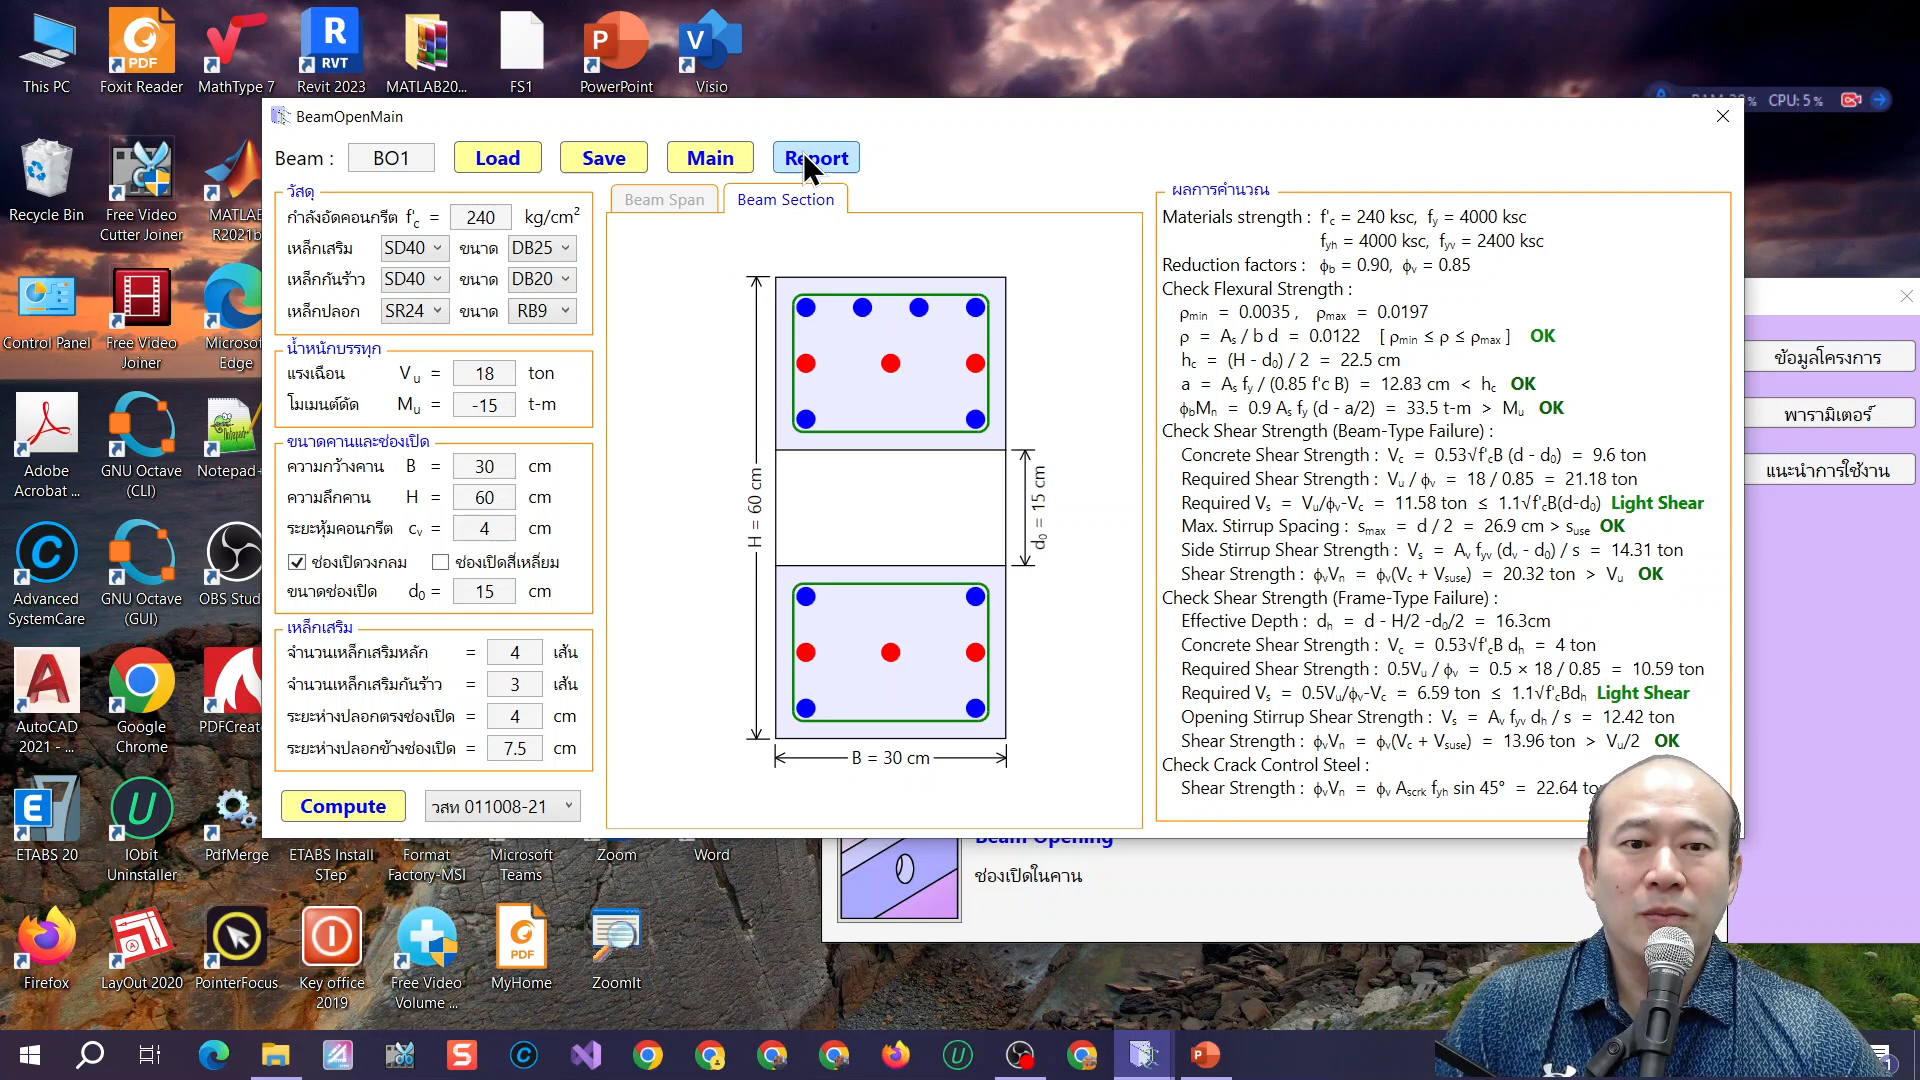 This PC
Foxit Reader
MathType 7
Revit 2023
MATLAB20...
FS1
PowerPoint
Visio
CPU: 5 %
BeamOpenMain
Beam :
BO1
Load
Save
Main
Report
Recycle Bin
Free Video
Cutter Joiner
MATLAB
R2021b
Control Panel
Free Video
Joiner
Microsof
Edge
Adobe
Acrobat ...
GNU Octave
(CLI)
Notepad+
Advanced
SystemCare
GNU Octave
(GUI)
OBS Stud
AutoCAD
2021 - ...
Google
Chrome
PDFCreat
ETABS 20
IObit
Uninstaller
PdfMerge
ETABS Install
STep
Format
Factory-MSI
Microsoft
Teams
Zoom
Word
Firefox
LayOut 2020
PointerFocus
Key office
2019
Free Video
Volume ...
MyHome
ZoomIt
วัสดุ
กำลังอัดคอนกรีต f'c = 240 kg/cm²
เหล็กเสริม SD40 ขนาด DB25
เหล็กกันร้าว SD40 ขนาด DB20
เหล็กปลอก SR24 ขนาด RB9
น้ำหนักบรรทุก
แรงเฉือน Vu = 18 ton
โมเมนต์ดัด Mu = -15 t-m
ขนาดคานและช่องเปิด
ความกว้างคาน B = 30 cm
ความลึกคาน H = 60 cm
ระยะหุ้มคอนกรีต cv = 4 cm
ช่องเปิดวงกลม ช่องเปิดสี่เหลี่ยม
ขนาดช่องเปิด d0 = 15 cm
เหล็กเสริม
จำนวนเหล็กเสริมหลัก = 4 เส้น
จำนวนเหล็กเสริมกันร้าว = 3 เส้น
ระยะห่างปลอกตรงช่องเปิด = 4 cm
ระยะห่างปลอกข้างช่องเปิด = 7.5 cm
Compute
วสท 011008-21
Beam Span
Beam Section
H = 60 cm
d0 = 15 cm
B = 30 cm
ผลการคำนวณ
Materials strength : f'c = 240 ksc, fy = 4000 ksc
fyh = 4000 ksc, fyv = 2400 ksc
Reduction factors : ϕb = 0.90, ϕv = 0.85
Check Flexural Strength :
ρmin = 0.0035 , ρmax = 0.0197
ρ = As / b d = 0.0122 [ ρmin ≤ ρ ≤ ρmax ] OK
hc = (H - d0) / 2 = 22.5 cm
a = As fy / (0.85 f'c B) = 12.83 cm < hc OK
ϕbMn = 0.9 As fy (d - a/2) = 33.5 t-m > Mu OK
Check Shear Strength (Beam-Type Failure) :
Concrete Shear Strength : Vc = 0.53√f'cB (d - d0) = 9.6 ton
Required Shear Strength : Vu / ϕv = 18 / 0.85 = 21.18 ton
Required Vs = Vu/ϕv-Vc = 11.58 ton ≤ 1.1√f'cB(d-d0) Light Shear
Max. Stirrup Spacing : smax = d / 2 = 26.9 cm > suse OK
Side Stirrup Shear Strength : Vs = Av fyv (dv - d0) / s = 14.31 ton
Shear Strength : ϕvVn = ϕv(Vc + Vsuse) = 20.32 ton > Vu OK
Check Shear Strength (Frame-Type Failure) :
Effective Depth : dh = d - H/2 -d0/2 = 16.3cm
Concrete Shear Strength : Vc = 0.53√f'cB dh = 4 ton
Required Shear Strength : 0.5Vu / ϕv = 0.5 × 18 / 0.85 = 10.59 ton
Required Vs = 0.5Vu/ϕv-Vc = 6.59 ton ≤ 1.1√f'cBdh Light Shear
Opening Stirrup Shear Strength : Vs = Av fyv dh / s = 12.42 ton
Shear Strength : ϕvVn = ϕv(Vc + Vsuse) = 13.96 ton > Vu/2 OK
Check Crack Control Steel :
Shear Strength : ϕvVn = ϕv Ascrk fyh sin 45° = 22.64 to
ข้อมูลโครงการ
พารามิเตอร์
แนะนำการใช้งาน
Beam Opening
ช่องเปิดในคาน